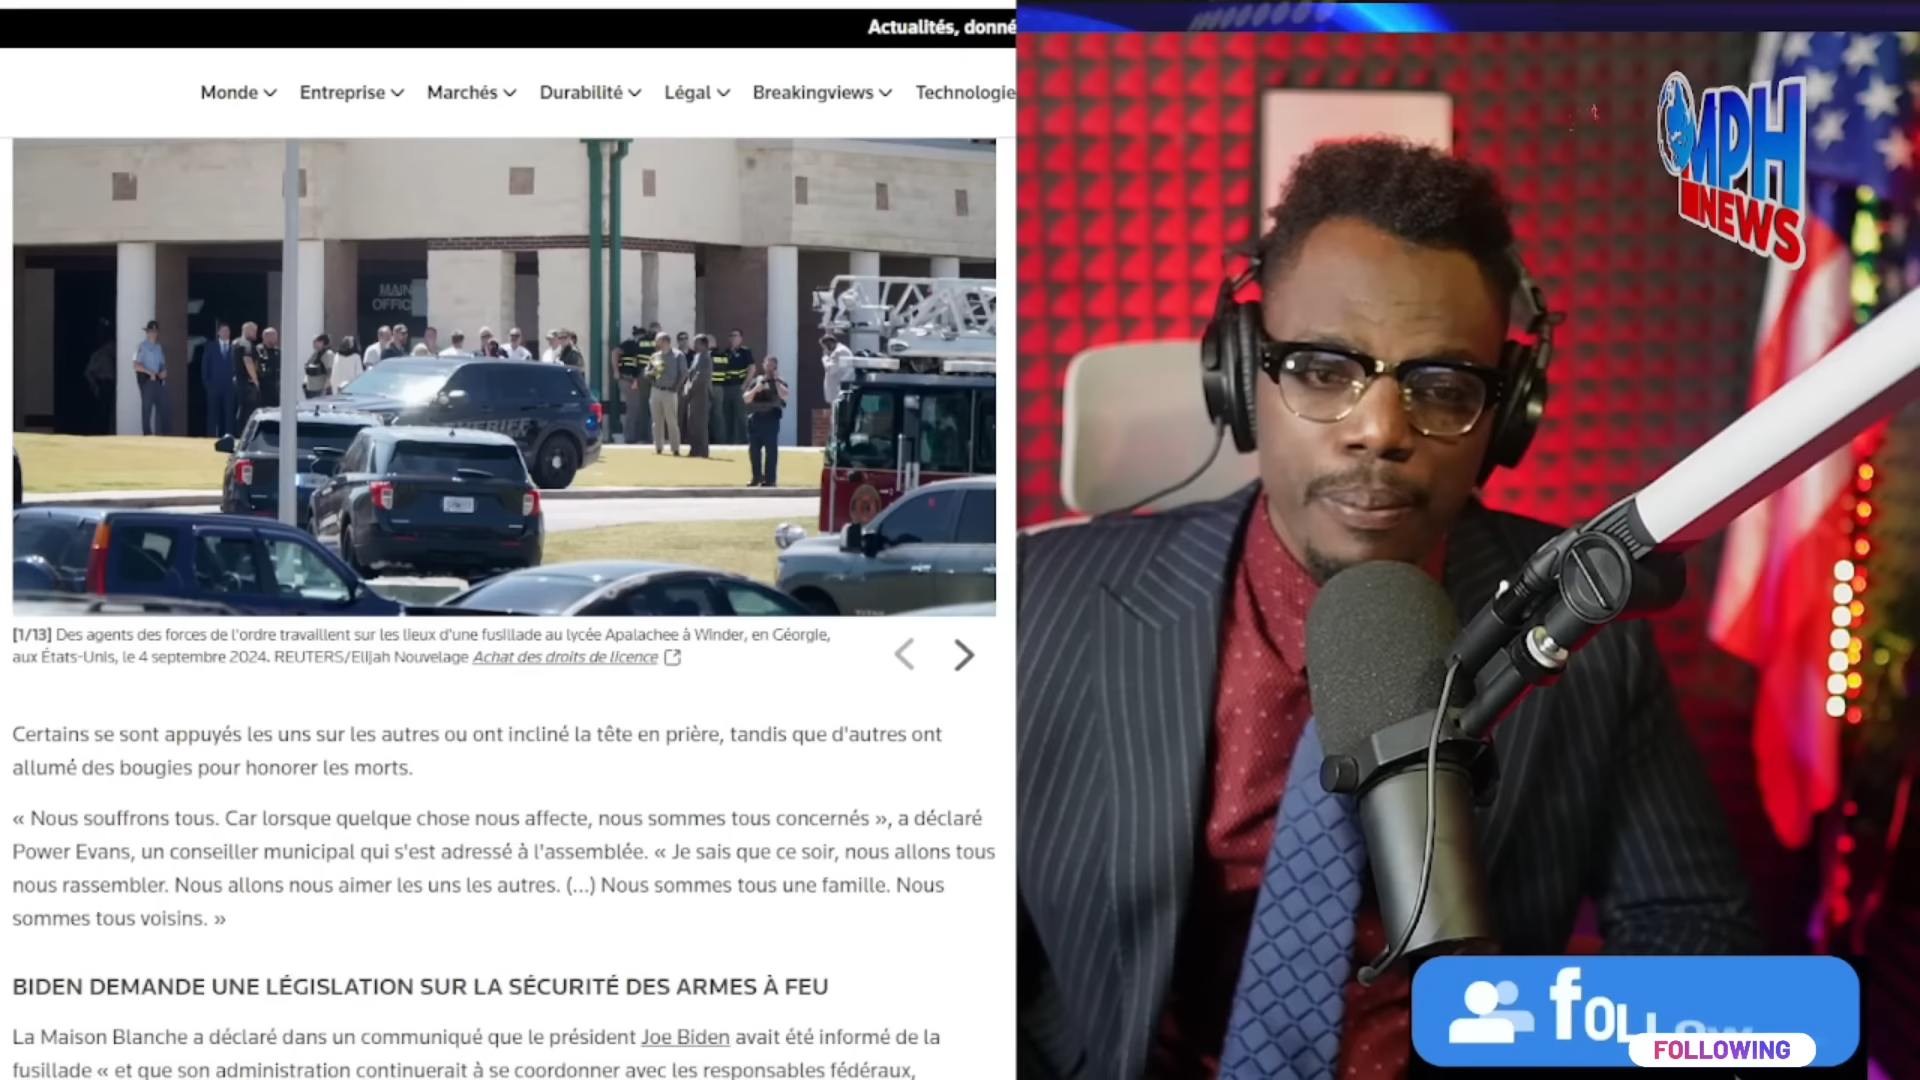 Actualités, donné
Monde Entreprise Marchés Durabilité Légal Breakingviews Technologie
MAIN
OFFIC
SHERIFF
[1/13] Des agents des forces de l'ordre travaillent sur les lieux d'une fusillade au lycée Apalachee à Winder, en Géorgie,
aux États-Unis, le 4 septembre 2024. REUTERS/Elijah Nouvelage Achat des droits de licence
Certains se sont appuyés les uns sur les autres ou ont incliné la tête en prière, tandis que d'autres ont
allumé des bougies pour honorer les morts.
« Nous souffrons tous. Car lorsque quelque chose nous affecte, nous sommes tous concernés », a déclaré
Power Evans, un conseiller municipal qui s'est adressé à l'assemblée. « Je sais que ce soir, nous allons tous
nous rassembler. Nous allons nous aimer les uns les autres. (...) Nous sommes tous une famille. Nous
sommes tous voisins. »
BIDEN DEMANDE UNE LÉGISLATION SUR LA SÉCURITÉ DES ARMES À FEU
La Maison Blanche a déclaré dans un communiqué que le président Joe Biden avait été informé de la
fusillade « et que son administration continuerait à se coordonner avec les responsables fédéraux,
MPH
NEWS
follow
FOLLOWING